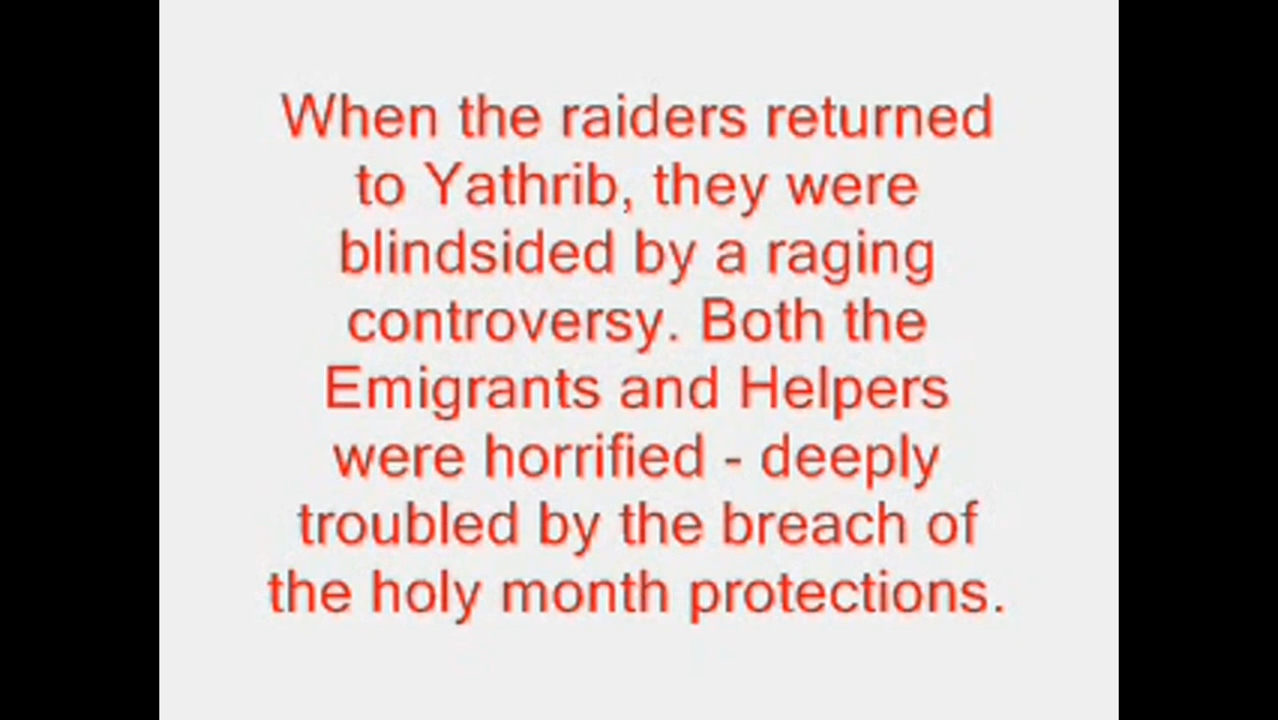 When the raiders returned
to Yathrib, they were
blindsided by a raging
controversy. Both the
Emigrants and Helpers
were horrified - deeply
troubled by the breach of
the holy month protections.